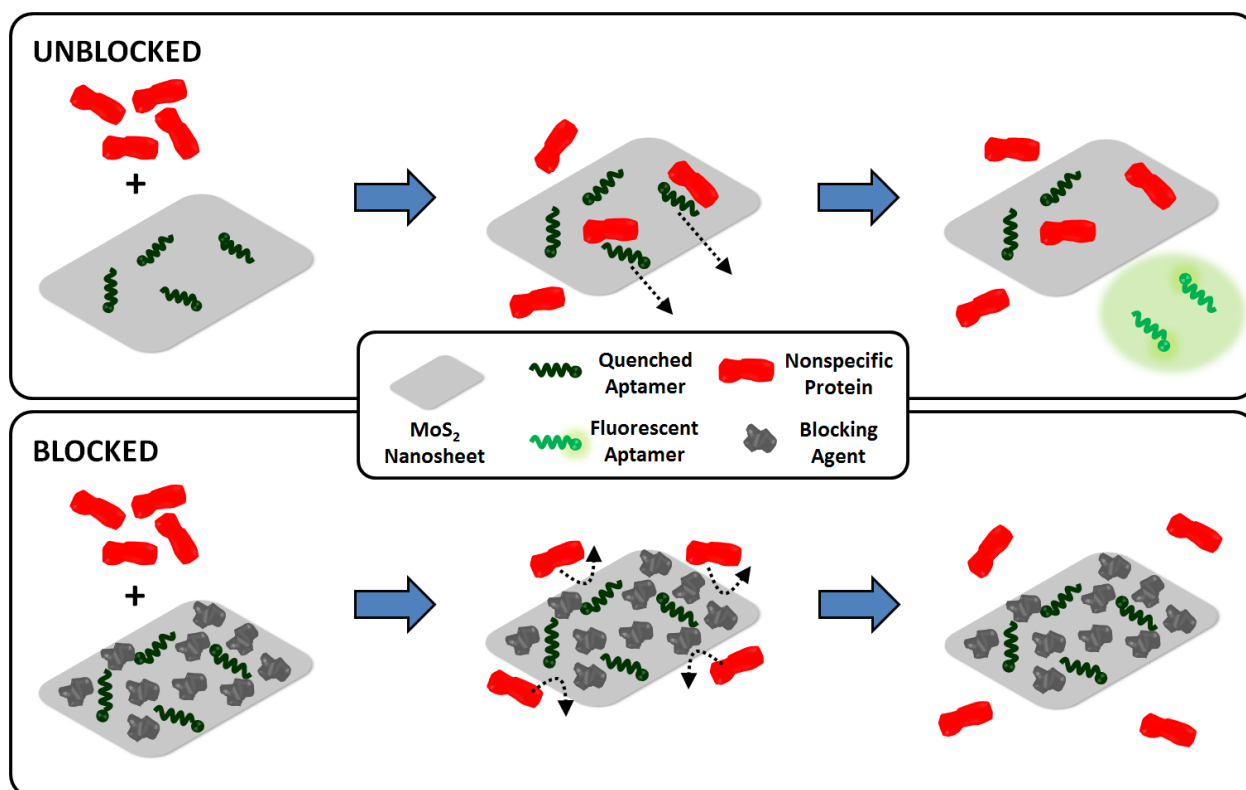 UNBLOCKED
+
MoS₂
Nanosheet
Quenched
Aptamer
Nonspecific
Protein
Fluorescent
Aptamer
Blocking
Agent
BLOCKED
+